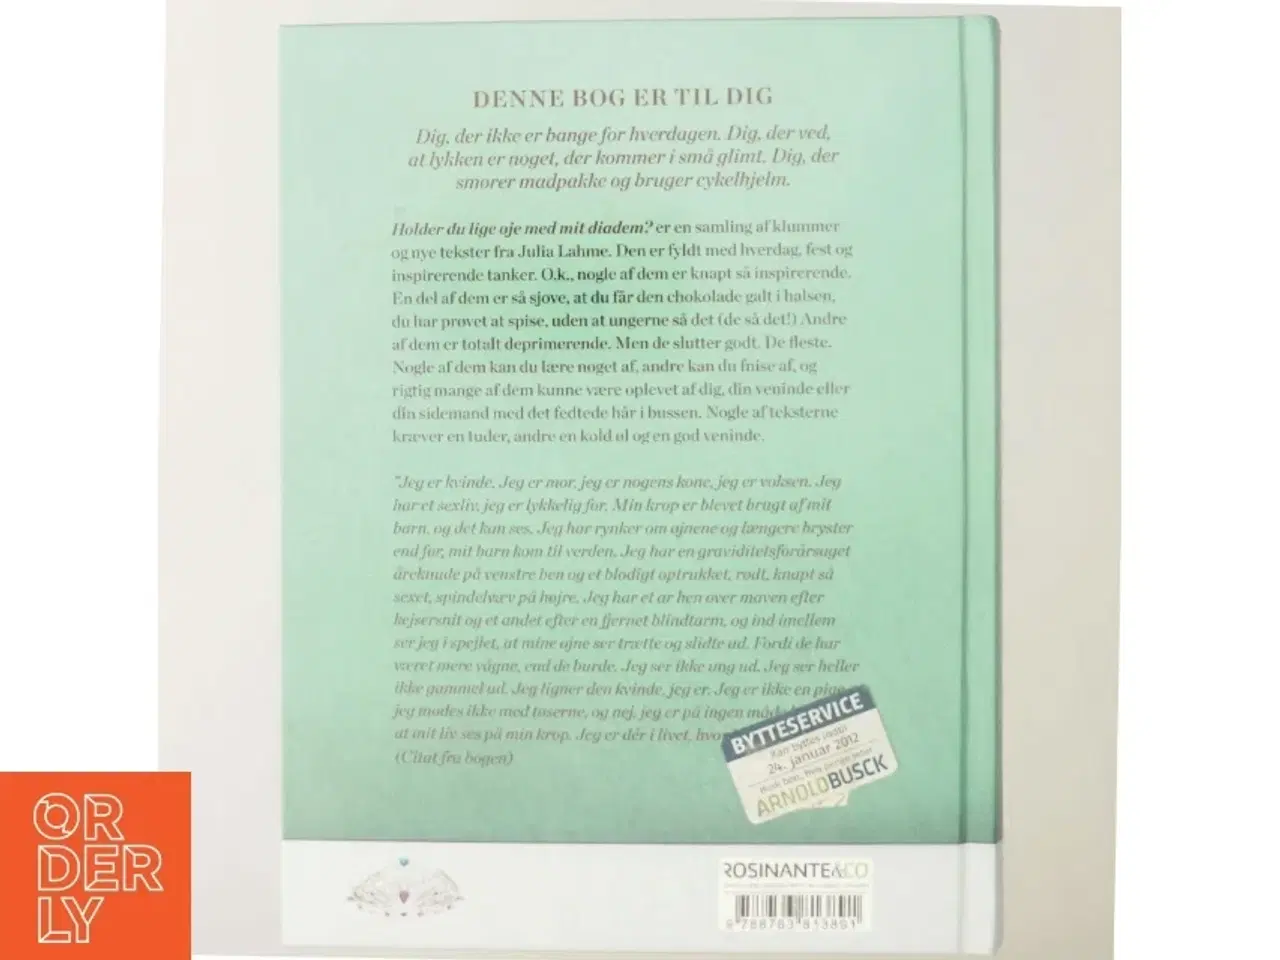 DENNE BOG ER TIL DIG
Dig, der ikke er bange for hverdagen. Dig, der ved,
at lykken er noget, der kommer i små glimt. Dig, der
smører madpakke og bruger cykelhjelm.
Holder du lige øje med mit diadem? er en samling af klummer
og nye tekster fra Julia Lahme. Den er fyldt med hverdag, fest og
inspirerende tanker. O.k., nogle af dem er knapt så inspirerende.
En del af dem er så sjove, at du får den chokolade galt i halsen,
du har prøvet at spise, uden at ungerne så det (de så det!) Andre
af dem er totalt deprimerende. Men de slutter godt. De fleste.
Nogle af dem kan du lære noget af, andre kan du fnise af, og
rigtig mange af dem kunne være oplevet af dig, din veninde eller
din sidemand med det fedtede hår i bussen. Nogle af teksterne
kræver en tuder, andre en kold øl og en god veninde.
"Jeg er kvinde. Jeg er mor, jeg er nogens kone, jeg er voksen. Jeg
har et sexliv, jeg er lykkelig for. Min krop er blevet brugt af mit
barn, og det kan ses. Jeg har rynker om øjnene og længere bryster
end før, mit barn kom til verden. Jeg har en graviditetsforårsaget
åreknude på venstre ben og et blodigt optrukket, rødt, knapt så
sexet, spindelvæv på højre. Jeg har et ar hen over maven efter
kejsersnit og et andet efter en fjernet blindtarm, og ind imellem
ser jeg i spejlet, at mine øjne ser trætte og slidte ud. Fordi de har
været mere vågne, end de burde. Jeg ser ikke ung ud. Jeg ser heller
ikke gammel ud. Jeg ligner den kvinde, jeg er. Jeg er ikke en pige
jeg mødes ikke med tøserne, og nej, jeg er på ingen måde
at mit liv ses på min krop. Jeg er dér i livet, hvor
(Citat fra bogen)
BYTTESERVICE
Kan byttes indtil
24. januar 2012
ARNOLD BUSCK
ROSINANTE&CO
9 788763 813891
ORDERLY